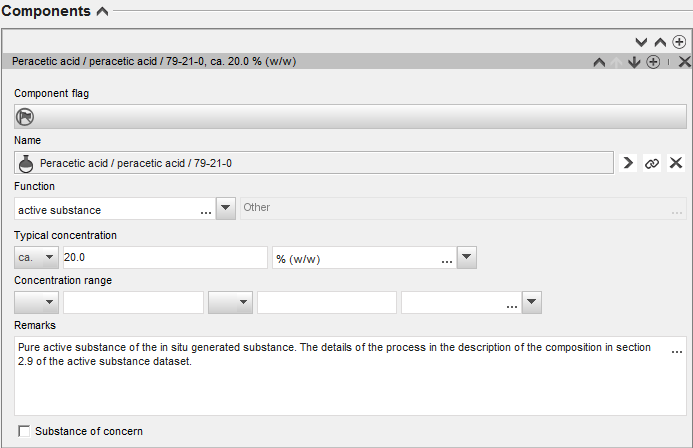 Components
Peracetic acid / peracetic acid / 79-21-0, ca. 20.0 % (w/w)
Component flag
Name
Peracetic acid / peracetic acid / 79-21-0
Function
active substance ... Other ...
Typical concentration
ca. 20.0 % (w/w) ...
Concentration range
...
Remarks
Pure active substance of the in situ generated substance. The details of the process in the description of the composition in section ...
2.9 of the active substance dataset.
Substance of concern